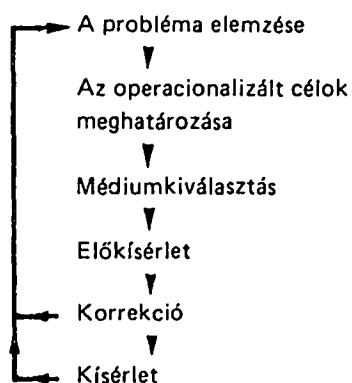 A probléma elemzése
Az operacionalizált célok
meghatározása
Médiumkiválasztás
Előkísérlet
Korrekció
Kísérlet